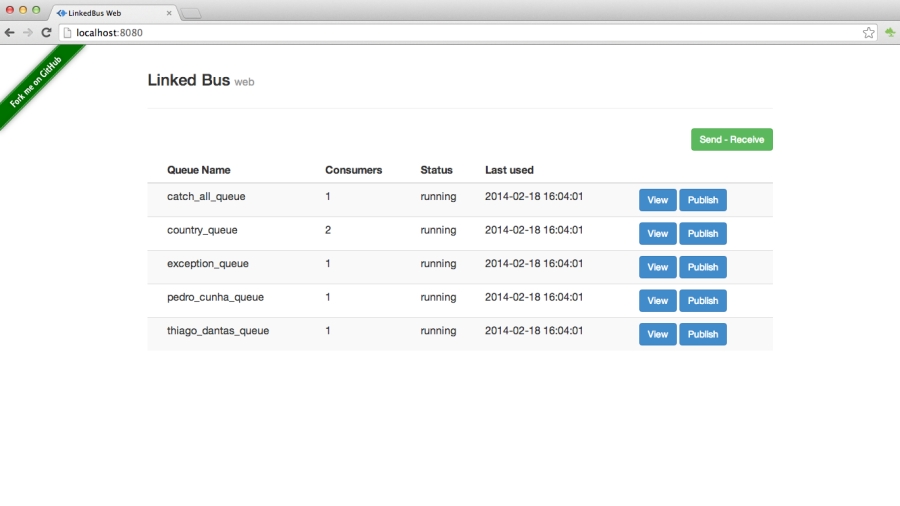 LinkedBus Web
localhost:8080
Fork me on GitHub
Linked Bus web
Send - Receive
Queue Name Consumers Status Last used
catch_all_queue 1 running 2014-02-18 16:04:01 View Publish
country_queue 2 running 2014-02-18 16:04:01 View Publish
exception_queue 1 running 2014-02-18 16:04:01 View Publish
pedro_cunha_queue 1 running 2014-02-18 16:04:01 View Publish
thiago_dantas_queue 1 running 2014-02-18 16:04:01 View Publish